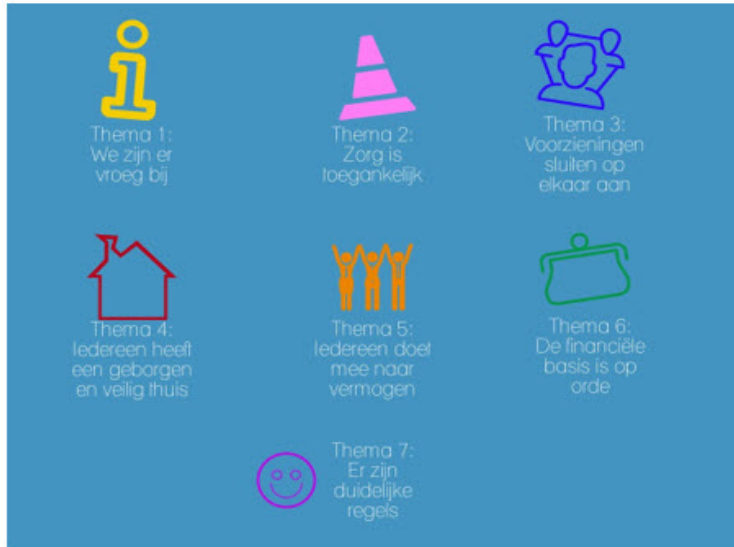 Thema 1:
We zijn er
vroeg bij
Thema 2:
Zorg is
toegankelijk
Thema 3:
Voorzieningen
sluiten op
elkaar aan
Thema 4:
Iedereen heeft
een geborgen
en veilig thuis
Thema 5:
Iedereen doet
mee naar
vermogen
Thema 6:
De financiële
basis is op
orde
Thema 7:
Er zijn
duidelijke
regels